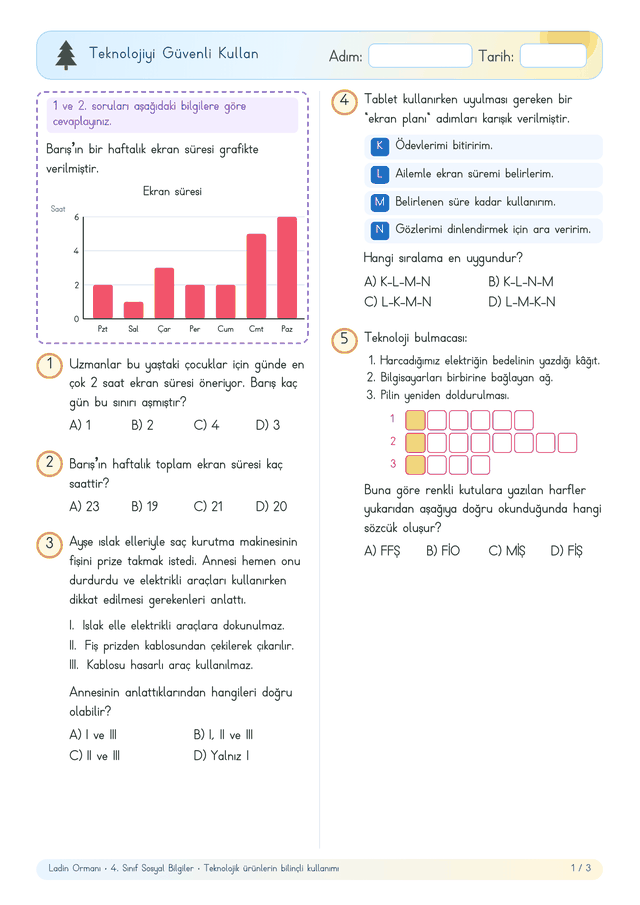 Teknolojiyi Güvenli Kullan
Adım:
Tarih:
1 ve 2. soruları aşağıdaki bilgilere göre
cevaplayınız.
Barış'ın bir haftalık ekran süresi grafikte
verilmiştir.
Ekran süresi
Saat
6
4
2
0
Pzt Sal Çar Per Cum Cmt Paz
1 Uzmanlar bu yaştaki çocuklar için günde en
çok 2 saat ekran süresi öneriyor. Barış kaç
gün bu sınırı aşmıştır?
A) 1 B) 2 C) 4 D) 3
2 Barış'ın haftalık toplam ekran süresi kaç
saattir?
A) 23 B) 19 C) 21 D) 20
3 Ayşe ıslak elleriyle saç kurutma makinesinin
fişini prize takmak istedi. Annesi hemen onu
durdurdu ve elektrikli araçları kullanırken
dikkat edilmesi gerekenleri anlattı.
I. Islak elle elektrikli araçlara dokunulmaz.
II. Fiş prizden kablosundan çekilerek çıkarılır.
III. Kablosu hasarlı araç kullanılmaz.
Annesinin anlattıklarından hangileri doğru
olabilir?
A) I ve III B) I, II ve III
C) II ve III D) Yalnız I
4 Tablet kullanırken uyulması gereken bir
"ekran planı" adımları karışık verilmiştir.
K Ödevlerimi bitiririm.
L Ailemle ekran süremi belirlerim.
M Belirlenen süre kadar kullanırım.
N Gözlerimi dinlendirmek için ara veririm.
Hangi sıralama en uygundur?
A) K-L-M-N B) K-L-N-M
C) L-K-M-N D) L-M-K-N
5 Teknoloji bulmacası:
1. Harcadığımız elektriğin bedelinin yazdığı kâğıt.
2. Bilgisayarları birbirine bağlayan ağ.
3. Pilin yeniden doldurulması.
1
2
3
Buna göre renkli kutulara yazılan harfler
yukarıdan aşağıya doğru okunduğunda hangi
sözcük oluşur?
A) FFŞ B) FİO C) MİŞ D) FİŞ
Ladin Ormanı • 4. Sınıf Sosyal Bilgiler • Teknolojik ürünlerin bilinçli kullanımı
1 / 3